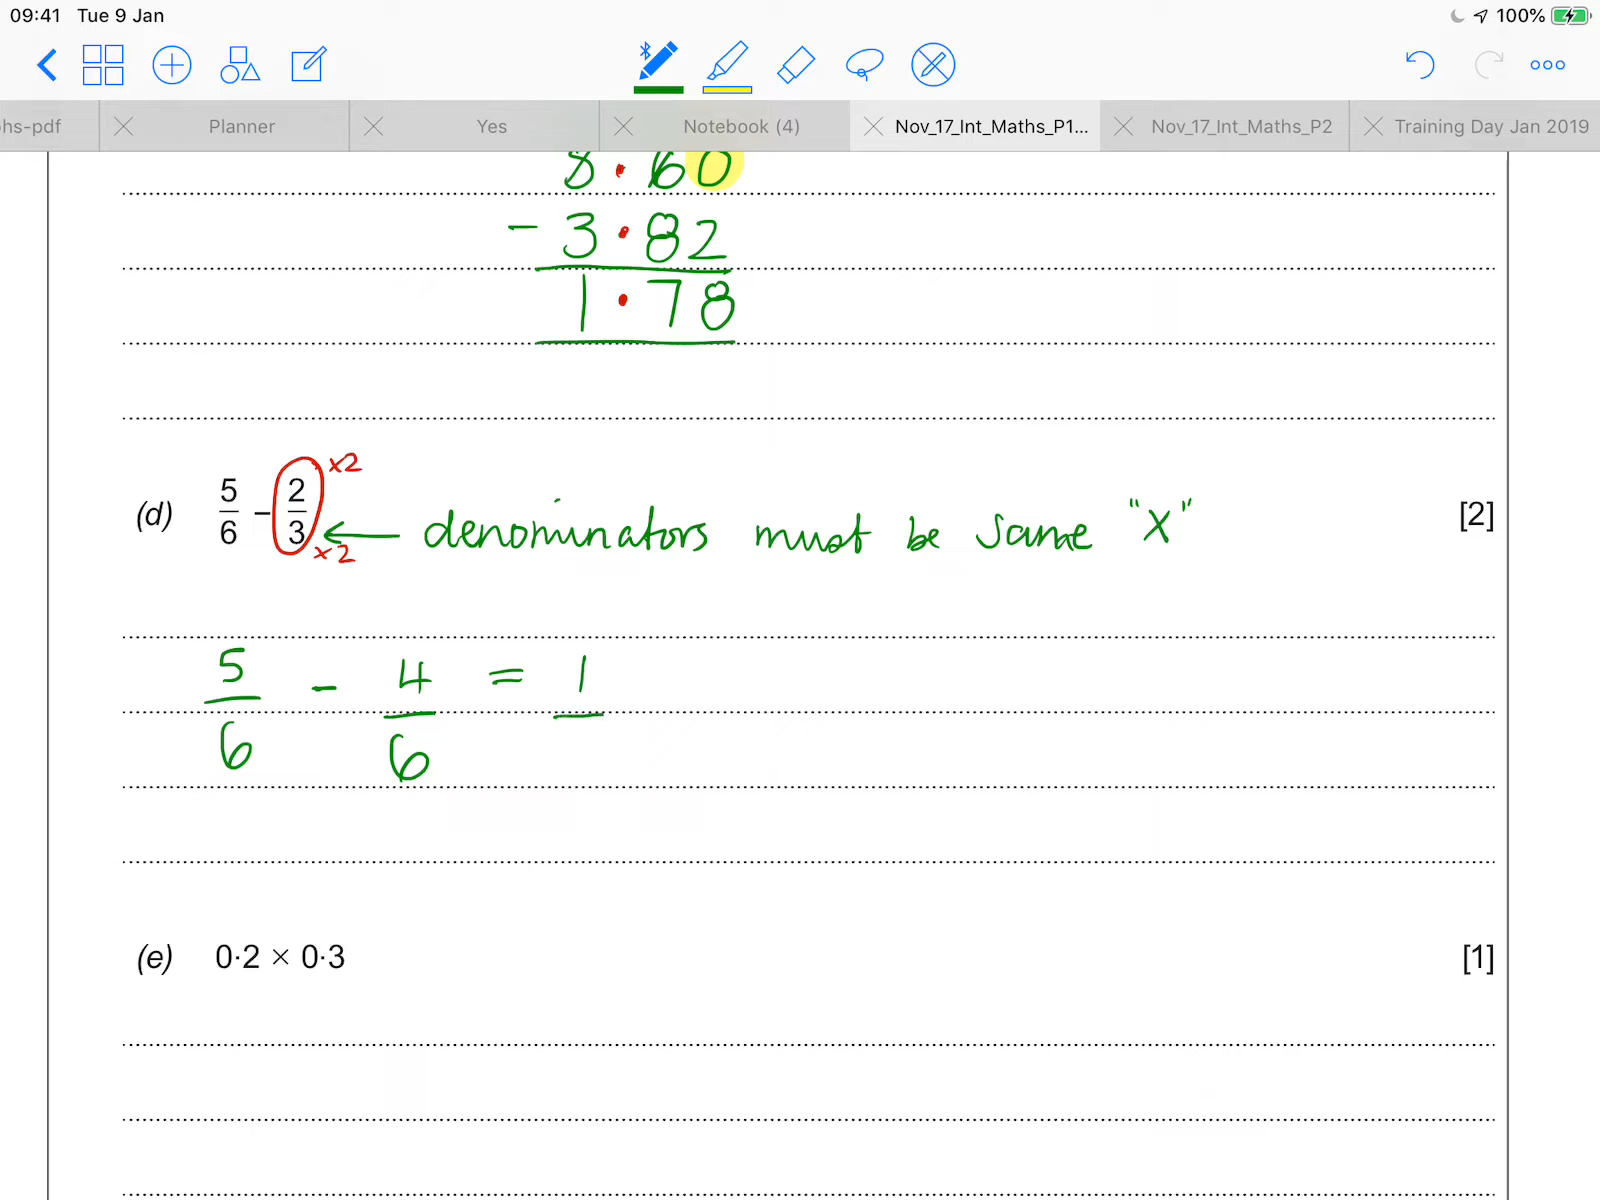 09:41 Tue 9 Jan 100%
hs-pdf Planner Yes Notebook (4) Nov_17_Int_Maths_P1... Nov_17_Int_Maths_P2 Training Day Jan 2019
8·60
- 3·82
1·78
×2
(d) 5/6 - 2/3 ← denominators must be same "X" [2]
×2
5/6 - 4/6 = 1/
(e) 0·2 × 0·3 [1]